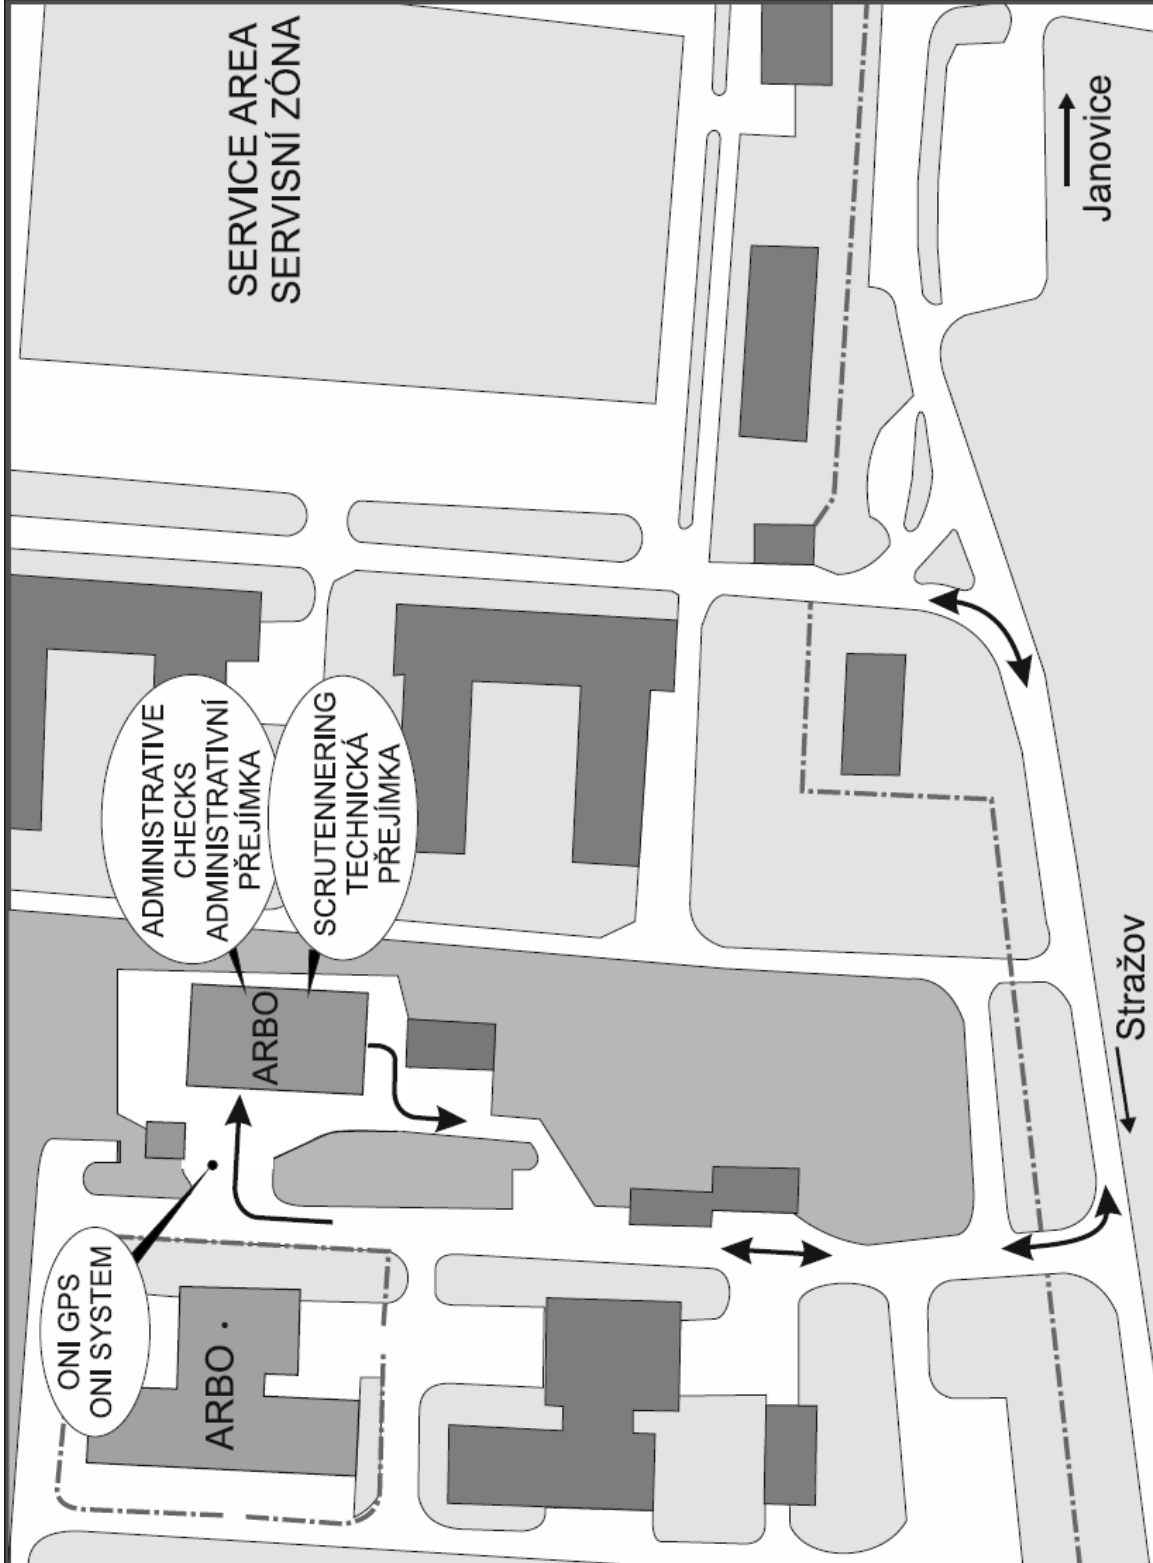 SERVICE AREA
SERVISNÍ ZÓNA
Janovice
ADMINISTRATIVE
CHECKS
ADMINISTRATIVNÍ
PŘEJÍMKA
SCRUTENNERING
TECHNICKÁ
PŘEJÍMKA
ARBO
Stražov
ONI GPS
ONI SYSTEM
ARBO